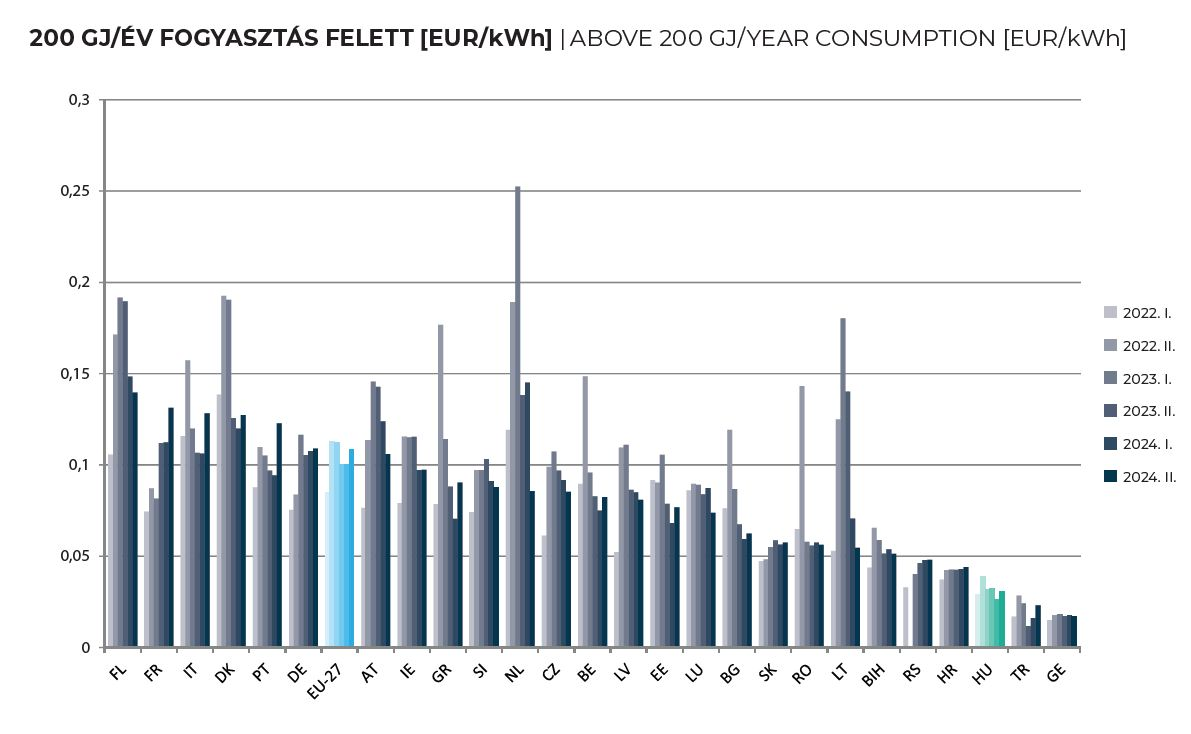 200 GJ/ÉV FOGYASZTÁS FELETT [EUR/kWh] | ABOVE 200 GJ/YEAR CONSUMPTION [EUR/kWh]
0,3
0,25
0,2
0,15
0,1
0,05
0
FL FR IT DK PT DE EU-27 AT IE GR SI NL CZ BE LV EE LU BG SK RO LT BIH RS HR HU TR GE
2022. I.
2022. II.
2023. I.
2023. II.
2024. I.
2024. II.